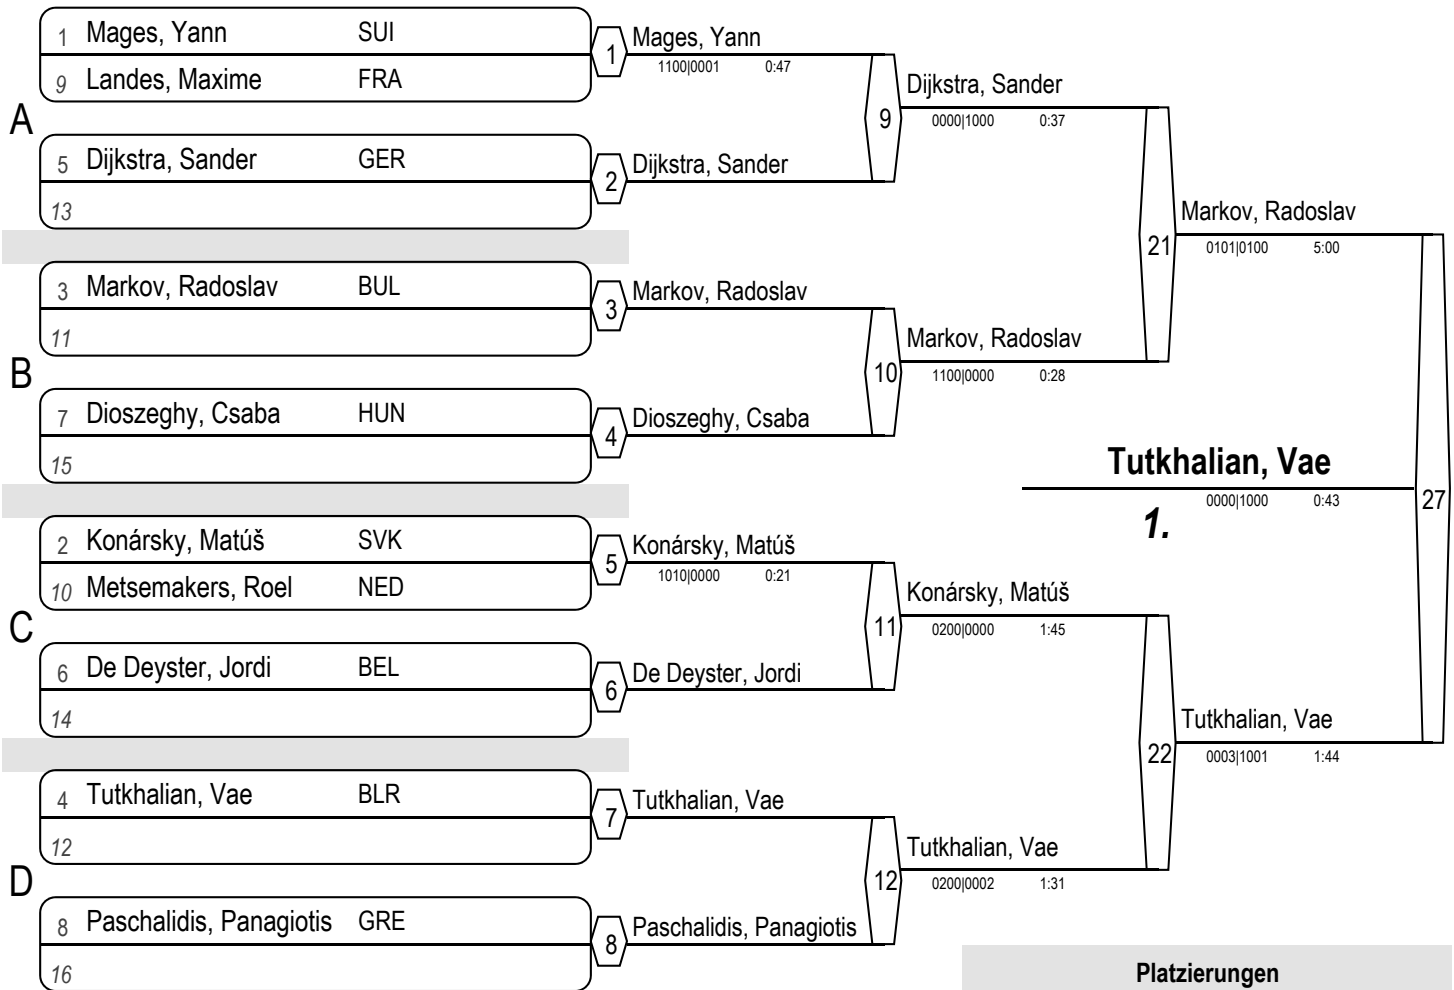 1 Mages, Yann SUI
9 Landes, Maxime FRA
A
5 Dijkstra, Sander GER
13
3 Markov, Radoslav BUL
11
B
7 Dioszeghy, Csaba HUN
15
2 Konársky, Matúš SVK
10 Metsemakers, Roel NED
C
6 De Deyster, Jordi BEL
14
4 Tutkhalian, Vae BLR
12
D
8 Paschalidis, Panagiotis GRE
16
1 Mages, Yann
1100|0001 0:47
2 Dijkstra, Sander
3 Markov, Radoslav
4 Dioszeghy, Csaba
5 Konársky, Matúš
1010|0000 0:21
6 De Deyster, Jordi
7 Tutkhalian, Vae
8 Paschalidis, Panagiotis
9 Dijkstra, Sander
0000|1000 0:37
10 Markov, Radoslav
1100|0000 0:28
11 Konársky, Matúš
0200|0000 1:45
12 Tutkhalian, Vae
0200|0002 1:31
21 Markov, Radoslav
0101|0100 5:00
22 Tutkhalian, Vae
0003|1001 1:44
Tutkhalian, Vae
27
1. 0000|1000 0:43
Platzierungen